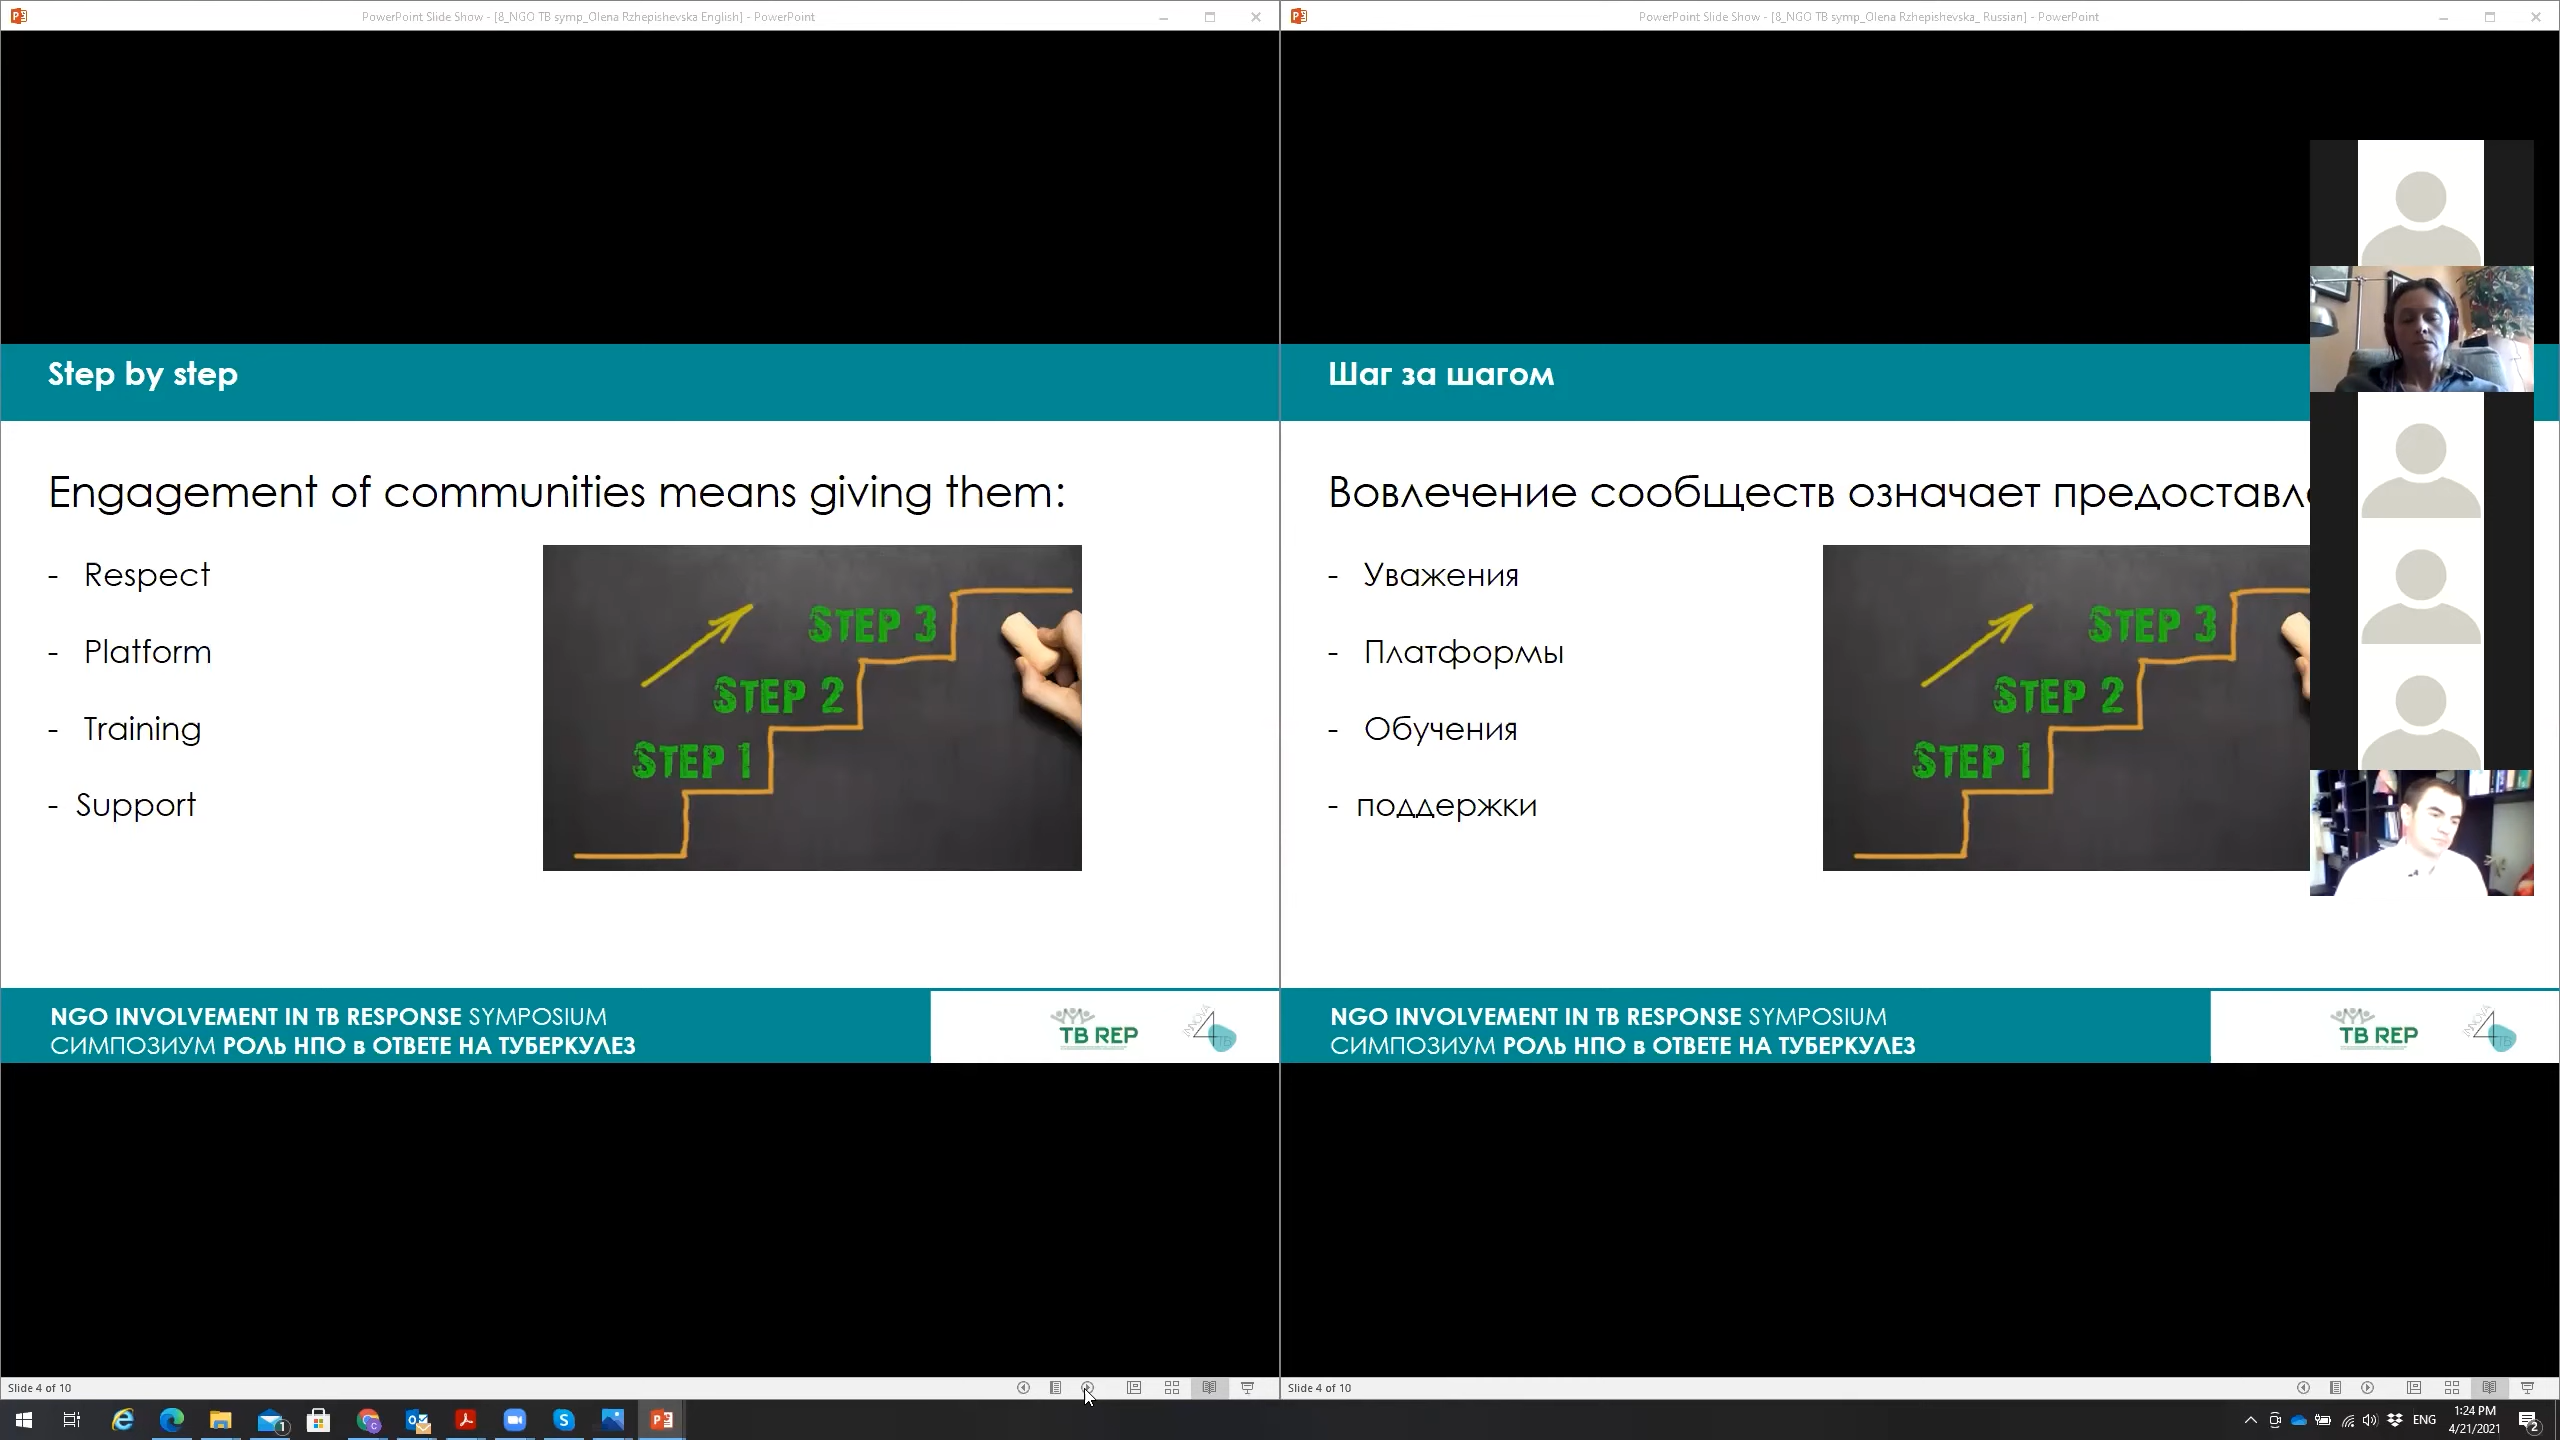 PowerPoint Slide Show - [8_NGO TB symp_Olena Rzhepishevska English] - PowerPoint
Step by step
Engagement of communities means giving them:
- Respect
- Platform
- Training
- Support
STEP 3
STEP 2
STEP 1
NGO INVOLVEMENT IN TB RESPONSE SYMPOSIUM
СИМПОЗИУМ РОЛЬ НПО в ОТВЕТЕ НА ТУБЕРКУЛЕЗ
TB REP
4
Slide 4 of 10
PowerPoint Slide Show - [8_NGO TB symp_Olena Rzhepishevska_ Russian] - PowerPoint
Шаг за шагом
Вовлечение сообществ означает
- Уважения
- Платформы
- Обучения
- поддержки
STEP 3
STEP 2
STEP 1
NGO INVOLVEMENT IN TB RESPONSE SYMPOSIUM
СИМПОЗИУМ РОЛЬ НПО в ОТВЕТЕ НА ТУБЕРКУЛЕЗ
TB REP
4
Slide 4 of 10
ENG
1:24 PM
4/21/2021